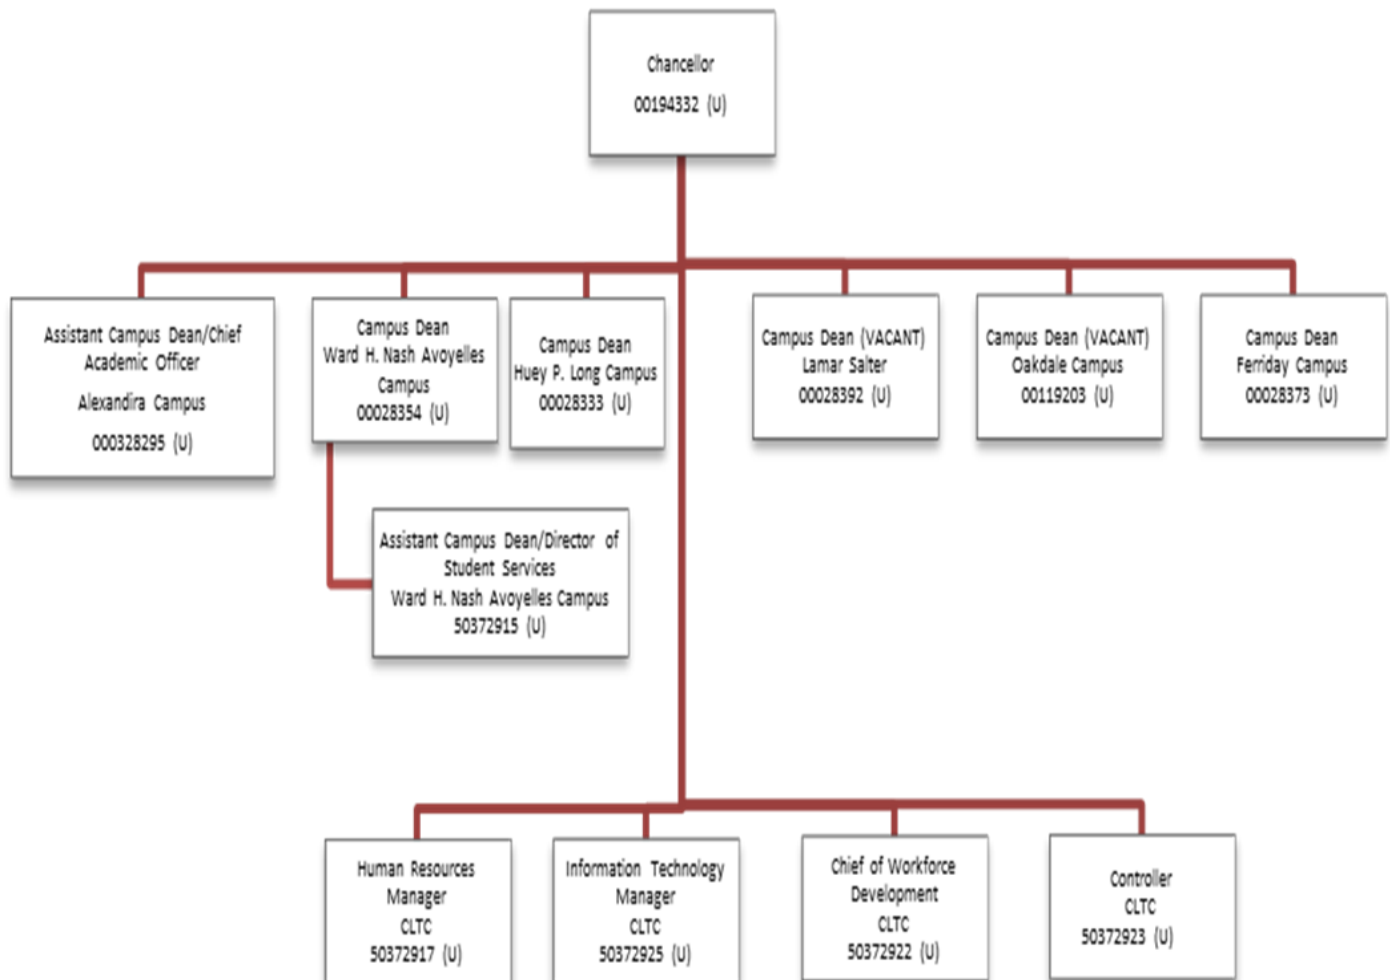 Chancellor
00194332 (U)
Assistant Campus Dean/Chief
Academic Officer
Alexandira Campus
000328295 (U)
Campus Dean
Ward H. Nash Avoyelles
Campus
00028354 (U)
Campus Dean
Huey P. Long Campus
00028333 (U)
Campus Dean (VACANT)
Lamar Salter
00028392 (U)
Campus Dean (VACANT)
Oakdale Campus
00119203 (U)
Campus Dean
Ferriday Campus
00028373 (U)
Assistant Campus Dean/Director of
Student Services
Ward H. Nash Avoyelles Campus
50372915 (U)
Human Resources
Manager
CLTC
50372917 (U)
Information Technology
Manager
CLTC
50372925 (U)
Chief of Workforce
Development
CLTC
50372922 (U)
Controller
CLTC
50372923 (U)